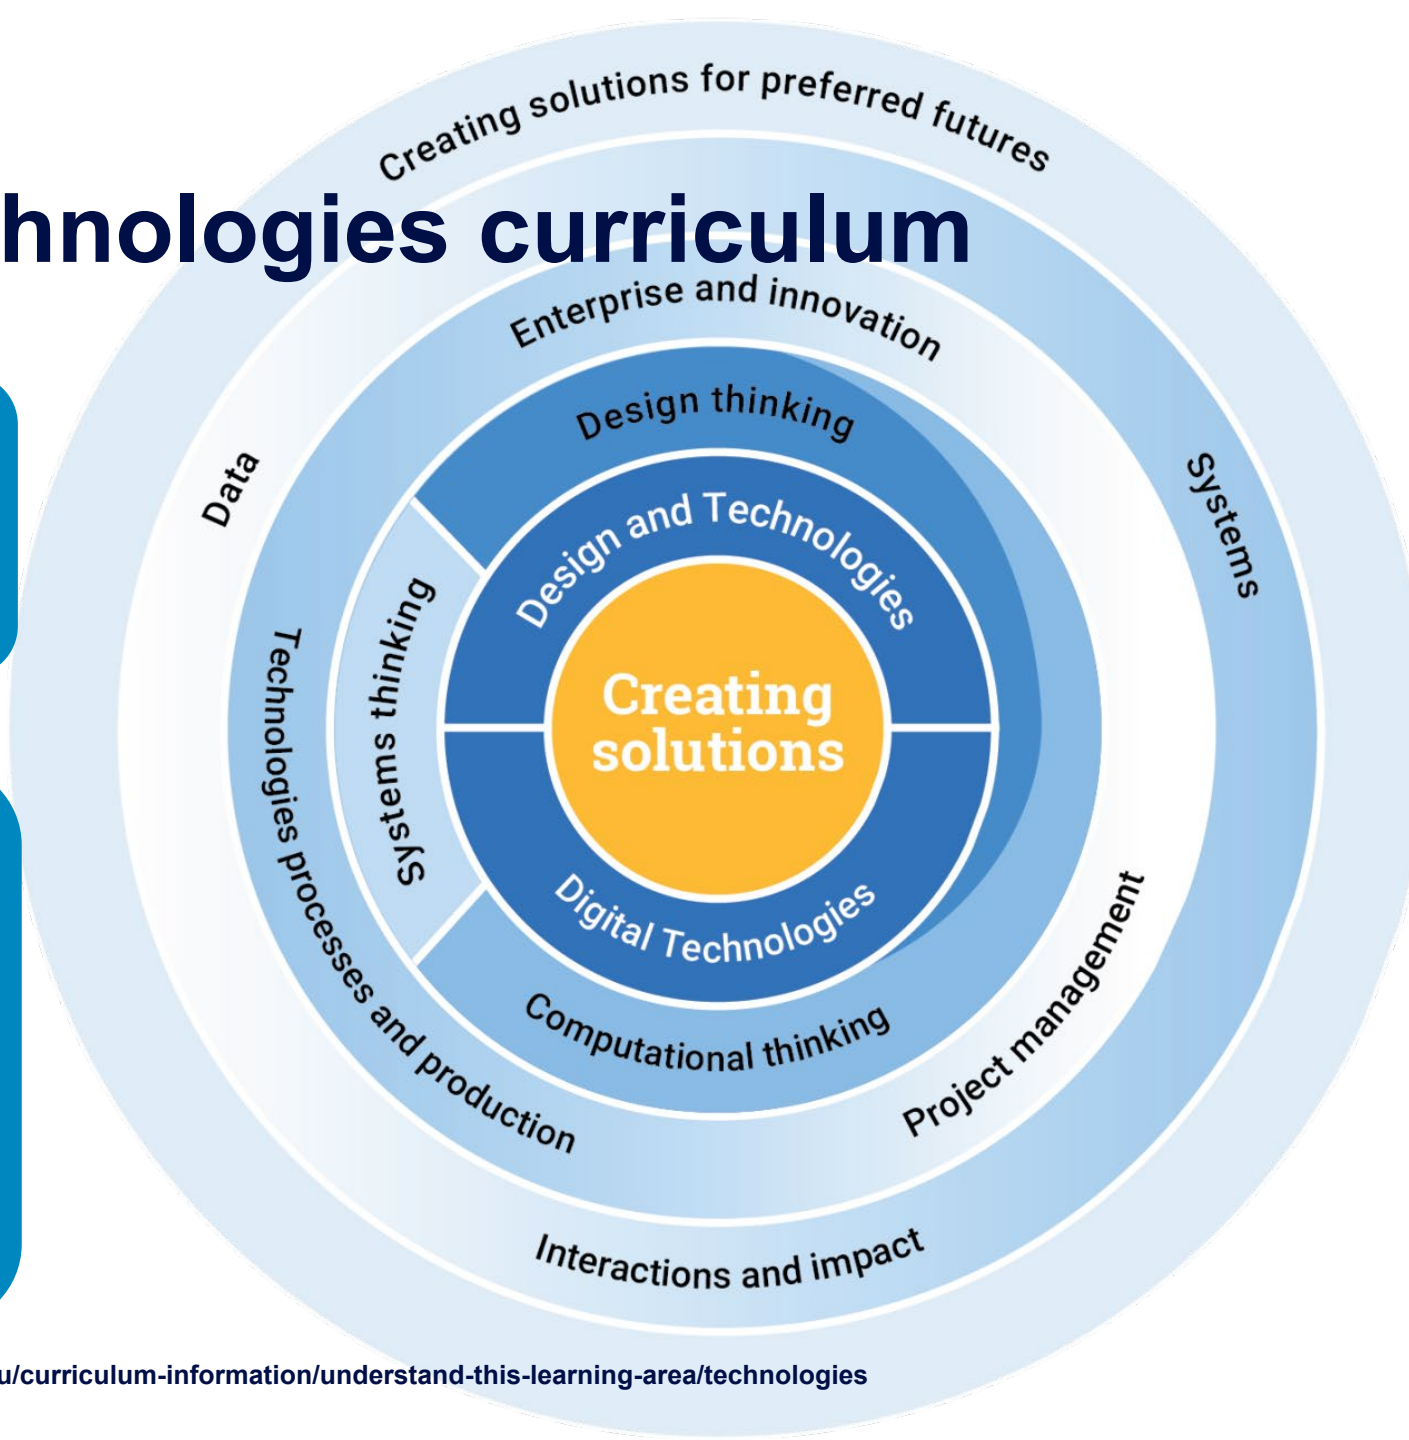 Creating solutions for preferred futures
hnologies curriculum
Enterprise and innovation
Design thinking
Data
Systems
Design and Technologies
Systems thinking
Technologies processes and production
Creating
solutions
Digital Technologies
Computational thinking
Project management
Interactions and impact
u/curriculum-information/understand-this-learning-area/technologies